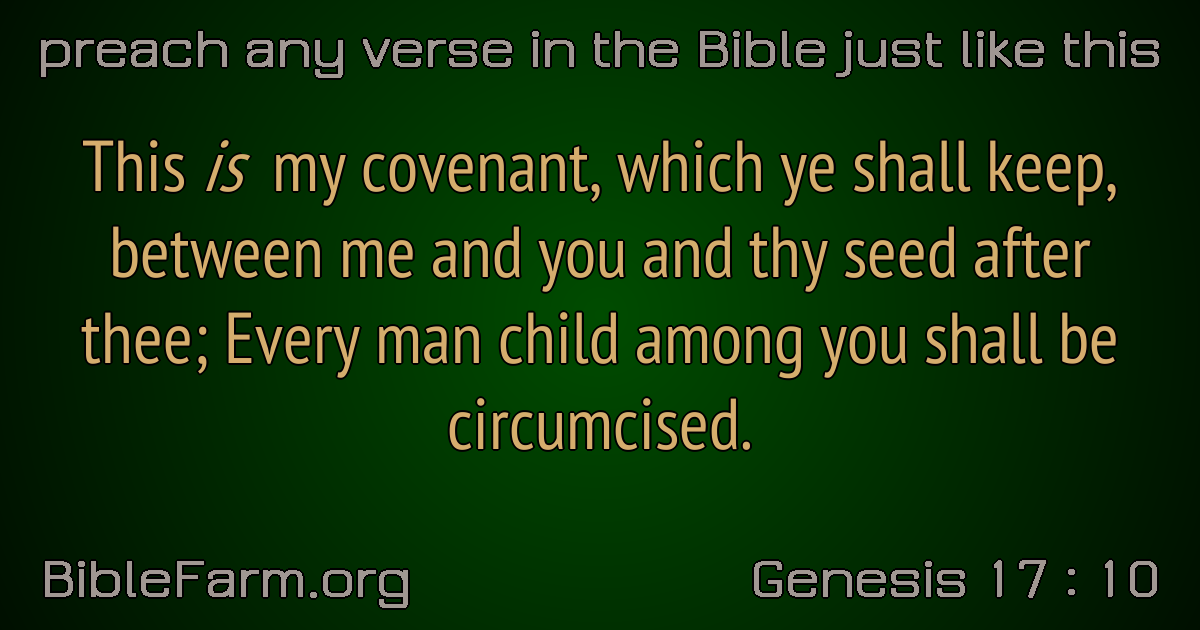 preach any verse in the Bible just like this
This is my covenant, which ye shall keep,
between me and you and thy seed after
thee; Every man child among you shall be
circumcised.
BibleFarm.org
Genesis 17 : 10